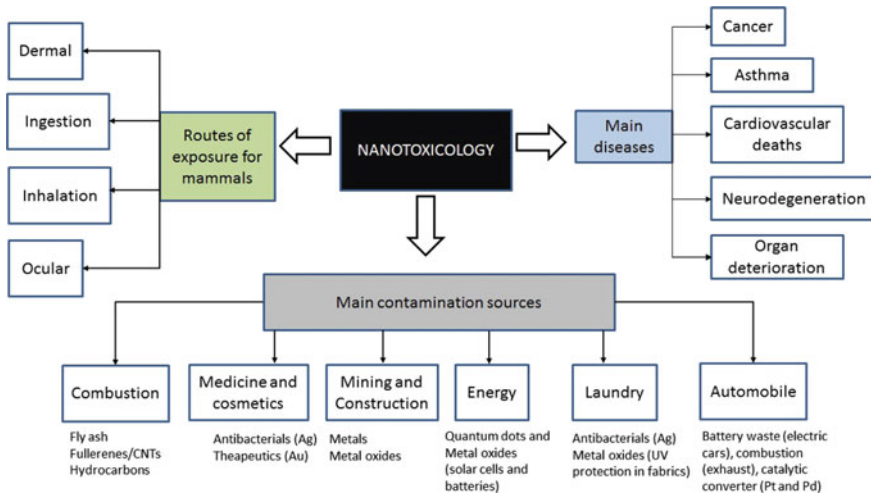 Dermal
Ingestion
Inhalation
Ocular
Routes of
exposure for
mammals
NANOTOXICOLOGY
Main
diseases
Cancer
Asthma
Cardiovascular
deaths
Neurodegeneration
Organ
deterioration
Main contamination sources
Combustion
Fly ash
Fullerenes/CNTs
Hydrocarbons
Medicine and
cosmetics
Antibacterials (Ag)
Theapeutics (Au)
Mining and
Construction
Metals
Metal oxides
Energy
Quantum dots and
Metal oxides
(solar cells and
batteries)
Laundry
Antibacterials (Ag)
Metal oxides (UV
protection in fabrics)
Automobile
Battery waste (electric
cars), combustion
(exhaust), catalytic
converter (Pt and Pd)